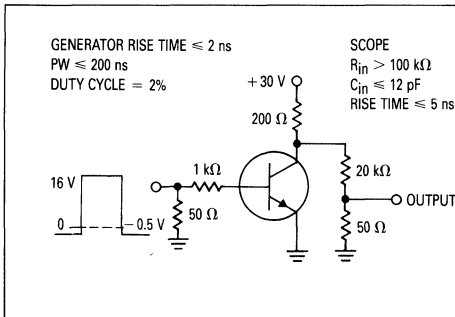 GENERATOR RISE TIME ≤ 2 ns
PW ≤ 200 ns
DUTY CYCLE = 2%
SCOPE
R_in > 100 kΩ
C_in ≤ 12 pF
RISE TIME ≤ 5 ns
+30 V
200 Ω
1 kΩ
20 kΩ
16 V
OUTPUT
0
-0.5 V
50 Ω
50 Ω